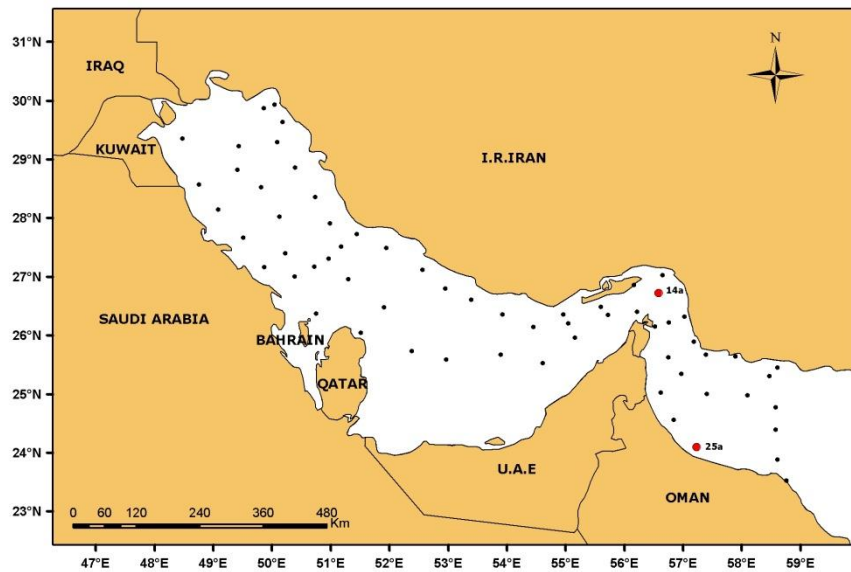 N
31°N
IRAQ
30°N
KUWAIT
29°N
I.R.IRAN
28°N
27°N
14a
SAUDI ARABIA
26°N
BAHRAIN
QATAR
25°N
25a
24°N
U.A.E
OMAN
23°N
0 40 60 120 240 360 480
Km
47°E 48°E 49°E 50°E 51°E 52°E 53°E 54°E 55°E 56°E 57°E 58°E 59°E